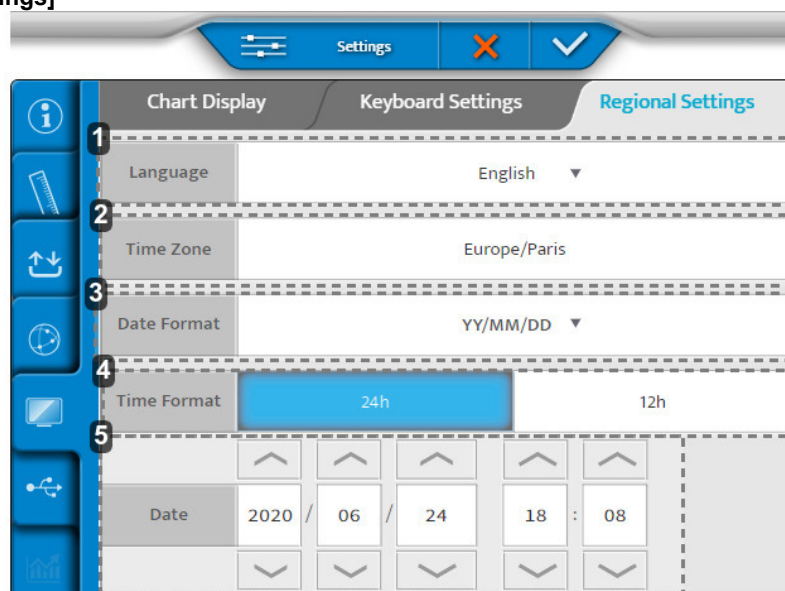 ings]
Settings
Chart Display Keyboard Settings Regional Settings
1
Language English ▼
2
Time Zone Europe/Paris
3
Date Format YY/MM/DD ▼
4
Time Format 24h 12h
5
Date 2020 / 06 / 24 18 : 08